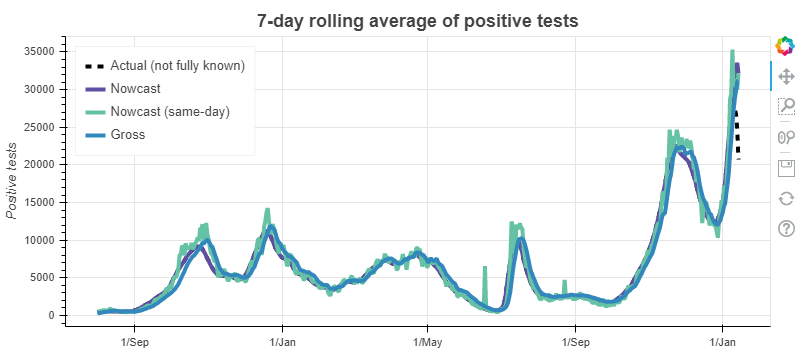 7-day rolling average of positive tests
35000
30000
25000
20000
15000
10000
5000
0
Positive tests
Actual (not fully known)
Nowcast
Nowcast (same-day)
Gross
1/Sep
1/Jan
1/May
1/Sep
1/Jan